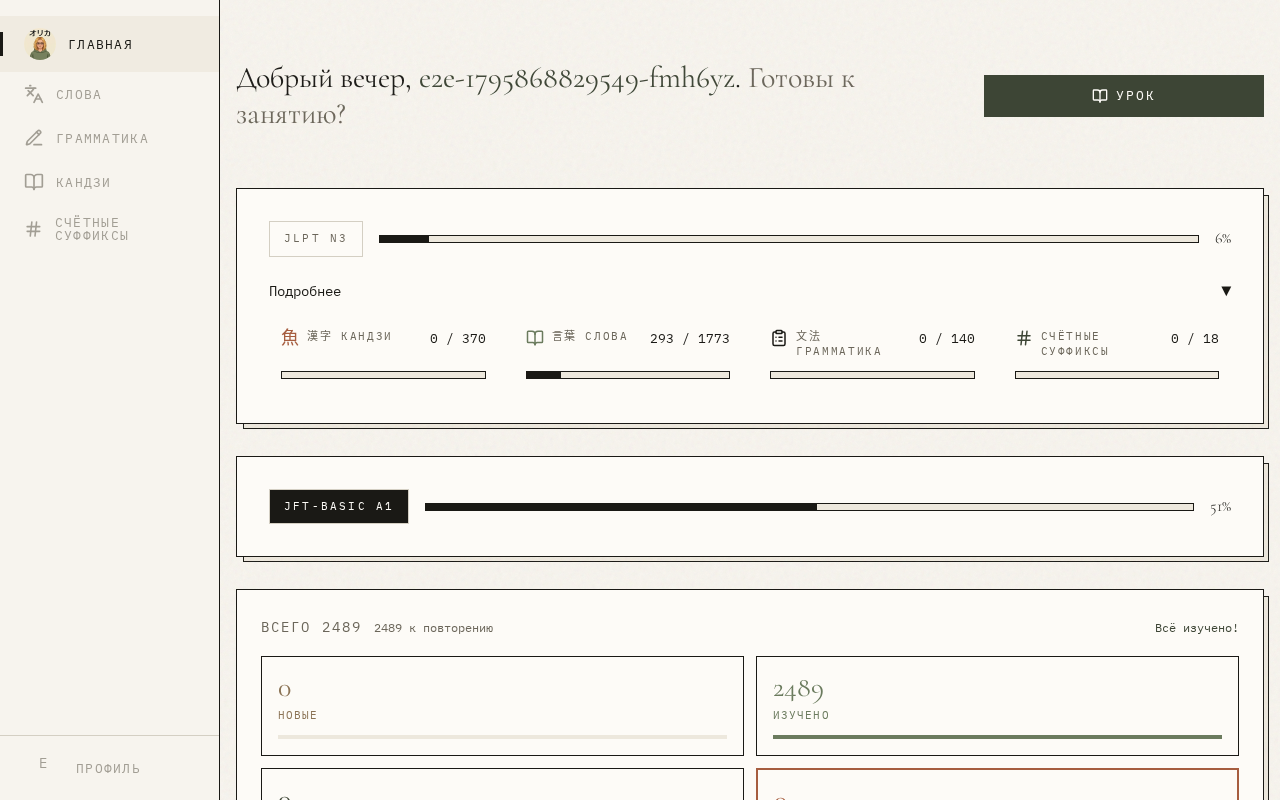 オリカ
ГЛАВНАЯ
СЛОВА
ГРАММАТИКА
КАНДЗИ
СЧЁТНЫЕ
СУФФИКСЫ
E
ПРОФИЛЬ
Добрый вечер, e2e-1795868829549-fmh6yz. Готовы к
занятию?
УРОК
JLPT N3
6%
Подробнее
▼
魚 漢字 КАНДЗИ 0 / 370
言葉 СЛОВА 293 / 1773
文法
ГРАММАТИКА 0 / 140
СЧЁТНЫЕ
СУФФИКСЫ 0 / 18
JFT-BASIC A1
51%
ВСЕГО 2489 2489 к повторению
Всё изучено!
0
НОВЫЕ
2489
ИЗУЧЕНО